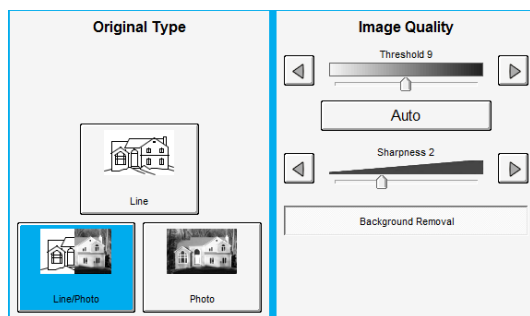 Original Type
Line
Line/Photo
Photo
Image Quality
Threshold 9
Auto
Sharpness 2
Background Removal